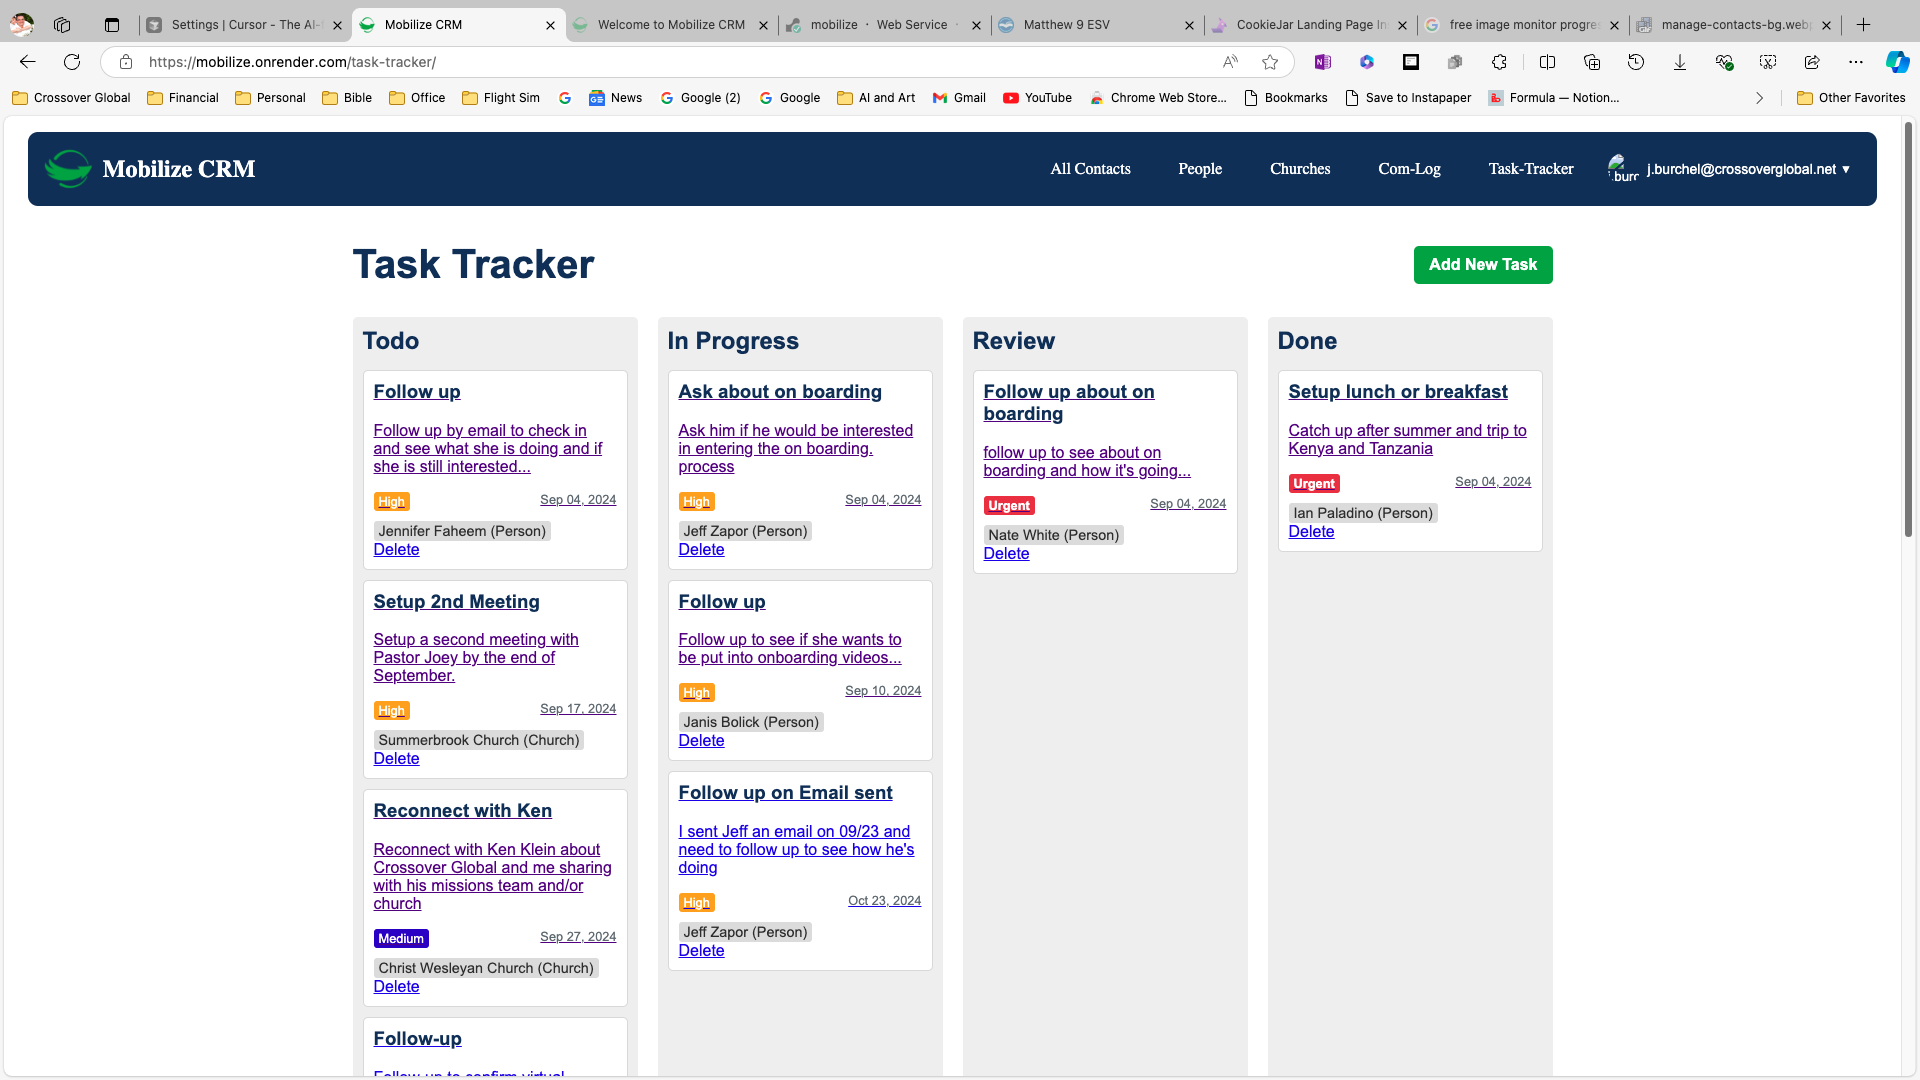 Settings | Cursor - The AI-
Mobilize CRM
Welcome to Mobilize CRM
mobilize · Web Service ·
Matthew 9 ESV
CookieJar Landing Page In
free image monitor progre
manage-contacts-bg.web
https://mobilize.onrender.com/task-tracker/
Crossover Global
Financial
Personal
Bible
Office
Flight Sim
News
Google (2)
Google
AI and Art
Gmail
YouTube
Chrome Web Store...
Bookmarks
Save to Instapaper
Formula — Notion...
Other Favorites
Mobilize CRM
All Contacts
People
Churches
Com-Log
Task-Tracker
j.burchel@crossoverglobal.net ▼
Task Tracker
Add New Task
Todo
Follow up
Follow up by email to check in
and see what she is doing and if
she is still interested...
High
Sep 04, 2024
Jennifer Faheem (Person)
Delete
Setup 2nd Meeting
Setup a second meeting with
Pastor Joey by the end of
September.
High
Sep 17, 2024
Summerbrook Church (Church)
Delete
Reconnect with Ken
Reconnect with Ken Klein about
Crossover Global and me sharing
with his missions team and/or
church
Medium
Sep 27, 2024
Christ Wesleyan Church (Church)
Delete
Follow-up
Follow-up to confirm virtual
In Progress
Ask about on boarding
Ask him if he would be interested
in entering the on boarding.
process
High
Sep 04, 2024
Jeff Zapor (Person)
Delete
Follow up
Follow up to see if she wants to
be put into onboarding videos...
High
Sep 10, 2024
Janis Bolick (Person)
Delete
Follow up on Email sent
I sent Jeff an email on 09/23 and
need to follow up to see how he's
doing
High
Oct 23, 2024
Jeff Zapor (Person)
Delete
Review
Follow up about on
boarding
follow up to see about on
boarding and how it's going...
Urgent
Sep 04, 2024
Nate White (Person)
Delete
Done
Setup lunch or breakfast
Catch up after summer and trip to
Kenya and Tanzania
Urgent
Sep 04, 2024
Ian Paladino (Person)
Delete